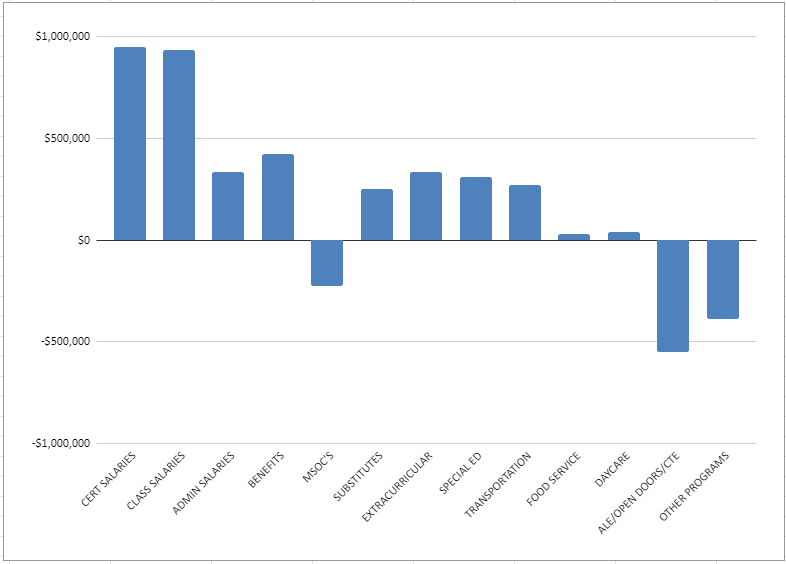 $1,000,000
$500,000
$0
-$500,000
-$1,000,000
CERT SALARIES
CLASS SALARIES
ADMIN SALARIES
BENEFITS
MSOC'S
SUBSTITUTES
EXTRACURRICULAR
SPECIAL ED
TRANSPORTATION
FOOD SERVICE
DAYCARE
ALE/OPEN DOORS/CTE
OTHER PROGRAMS